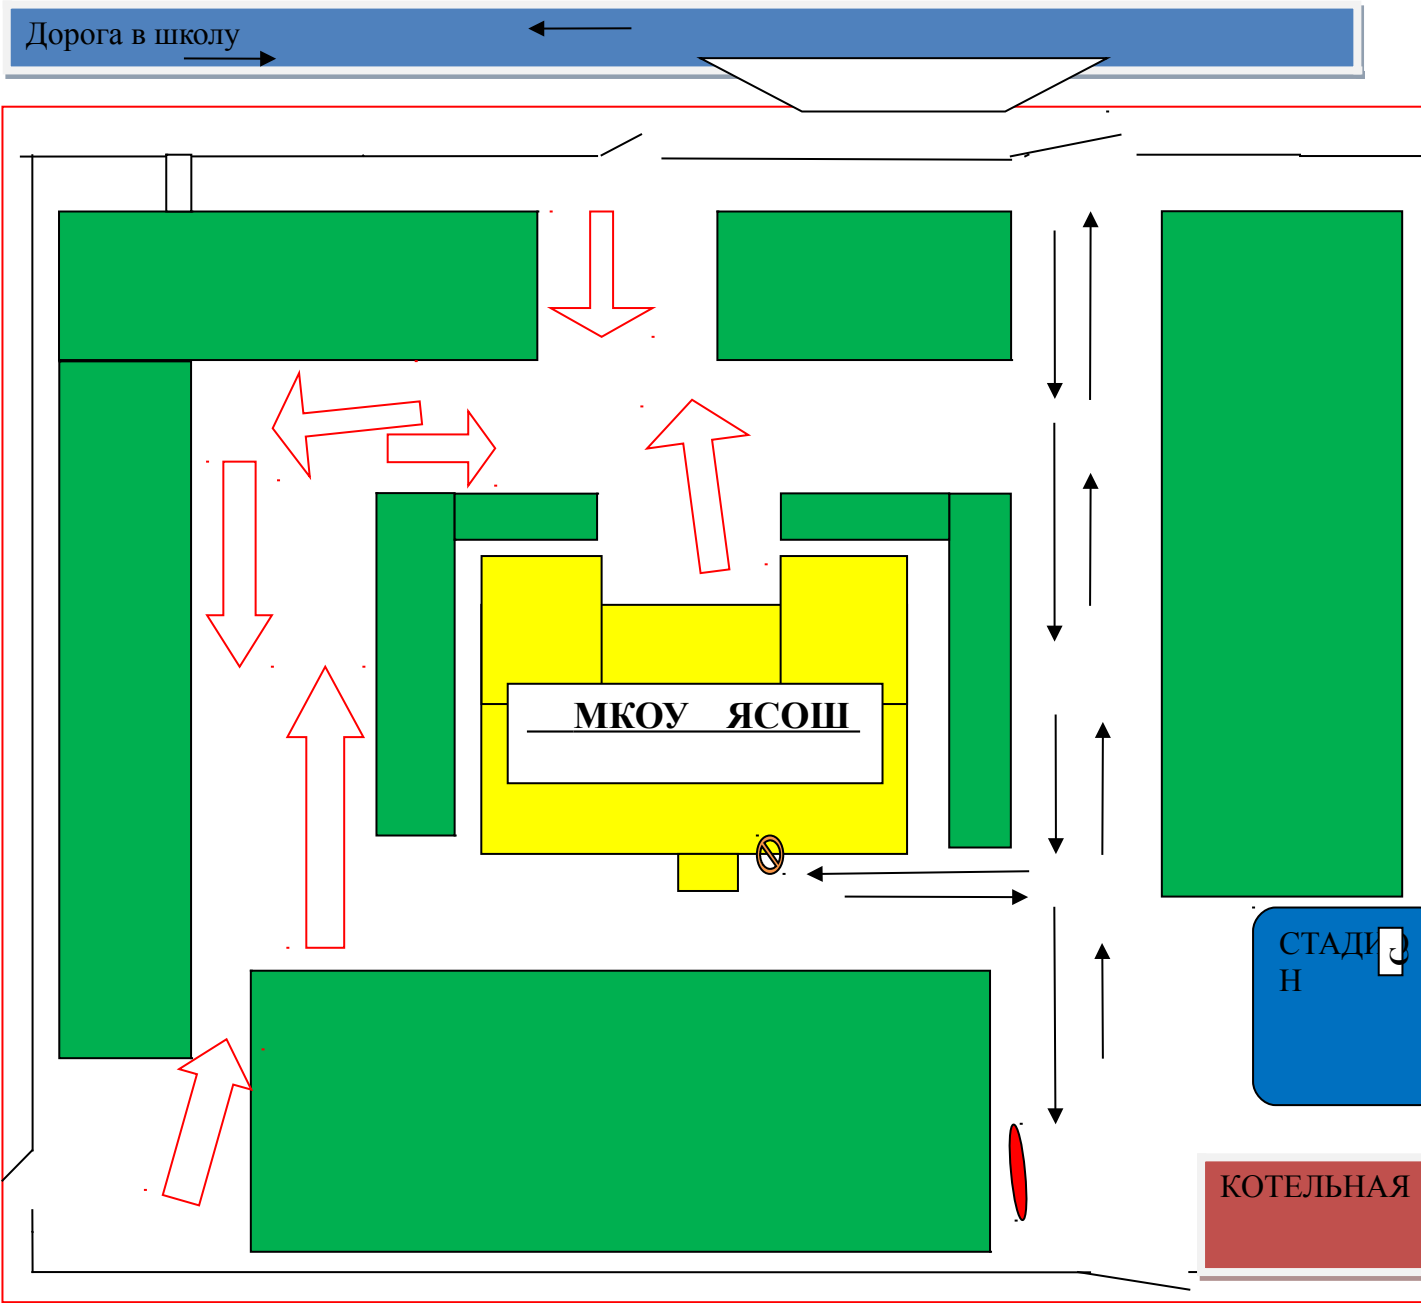 Дорога в школу
МКОУ ЯСОШ
СТАДИО
Н
С
КОТЕЛЬНАЯ